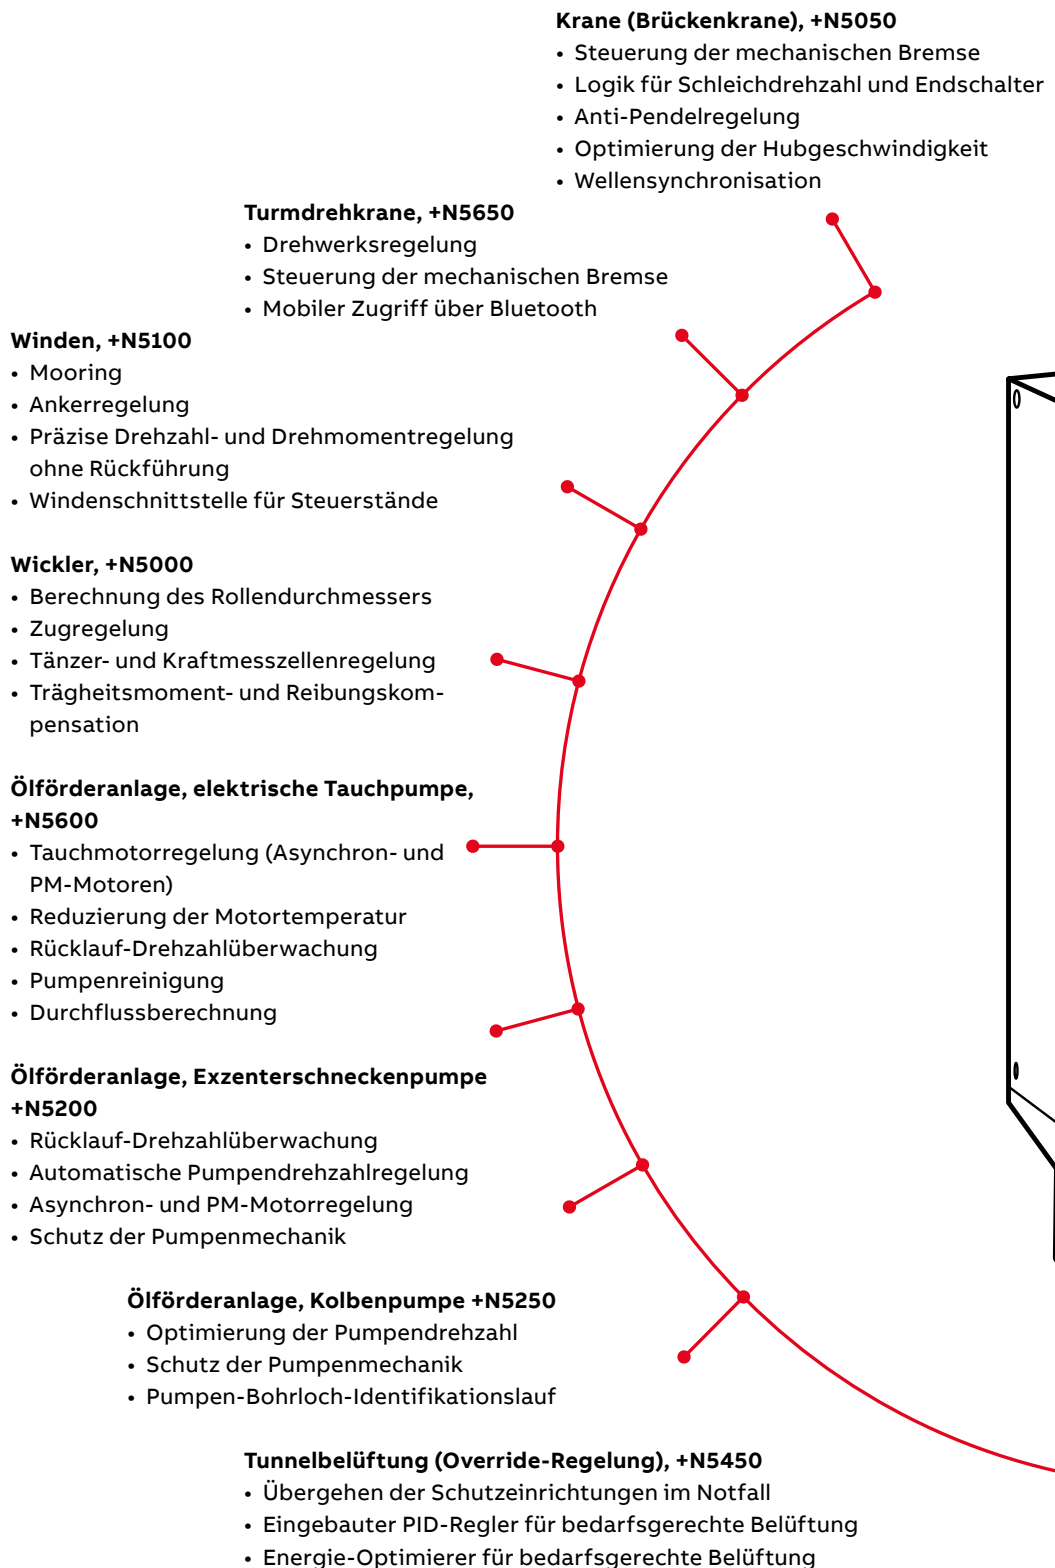 Krane (Brückenkrane), +N5050
• Steuerung der mechanischen Bremse
• Logik für Schleichdrehzahl und Endschalter
• Anti-Pendelregelung
• Optimierung der Hubgeschwindigkeit
• Wellensynchronisation
Turmdrehkrane, +N5650
• Drehwerksregelung
• Steuerung der mechanischen Bremse
• Mobiler Zugriff über Bluetooth
Winden, +N5100
• Mooring
• Ankerregelung
• Präzise Drehzahl- und Drehmomentregelung
ohne Rückführung
• Windenschnittstelle für Steuerstände
Wickler, +N5000
• Berechnung des Rollendurchmessers
• Zugregelung
• Tänzer- und Kraftmesszellenregelung
• Trägheitsmoment- und Reibungskom-
pensation
Ölförderanlage, elektrische Tauchpumpe,
+N5600
• Tauchmotorregelung (Asynchron- und
PM-Motoren)
• Reduzierung der Motortemperatur
• Rücklauf-Drehzahlüberwachung
• Pumpenreinigung
• Durchflussberechnung
Ölförderanlage, Exzenterschneckenpumpe
+N5200
• Rücklauf-Drehzahlüberwachung
• Automatische Pumpendrehzahlregelung
• Asynchron- und PM-Motorregelung
• Schutz der Pumpenmechanik
Ölförderanlage, Kolbenpumpe +N5250
• Optimierung der Pumpendrehzahl
• Schutz der Pumpenmechanik
• Pumpen-Bohrloch-Identifikationslauf
Tunnelbelüftung (Override-Regelung), +N5450
• Übergehen der Schutzeinrichtungen im Notfall
• Eingebauter PID-Regler für bedarfsgerechte Belüftung
• Energie-Optimierer für bedarfsgerechte Belüftung